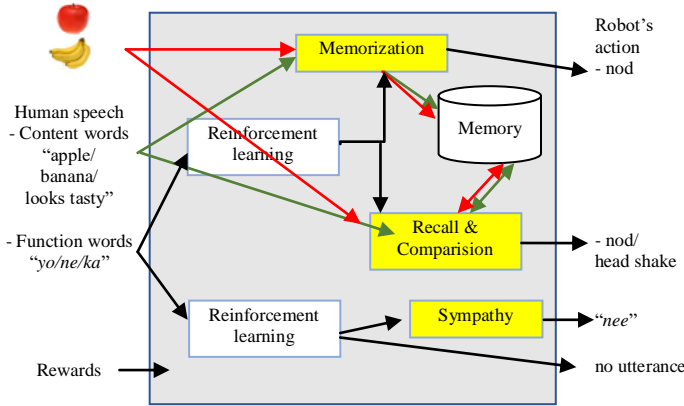 Robot's
action
- nod
Memorization
Human speech
- Content words
“apple/
banana/
looks tasty”
Reinforcement
learning
Memory
Recall &
Comparision
- Function words
“yo/ne/ka”
- nod/
head shake
Reinforcement
learning
Sympathy
“nee”
Rewards
no utterance